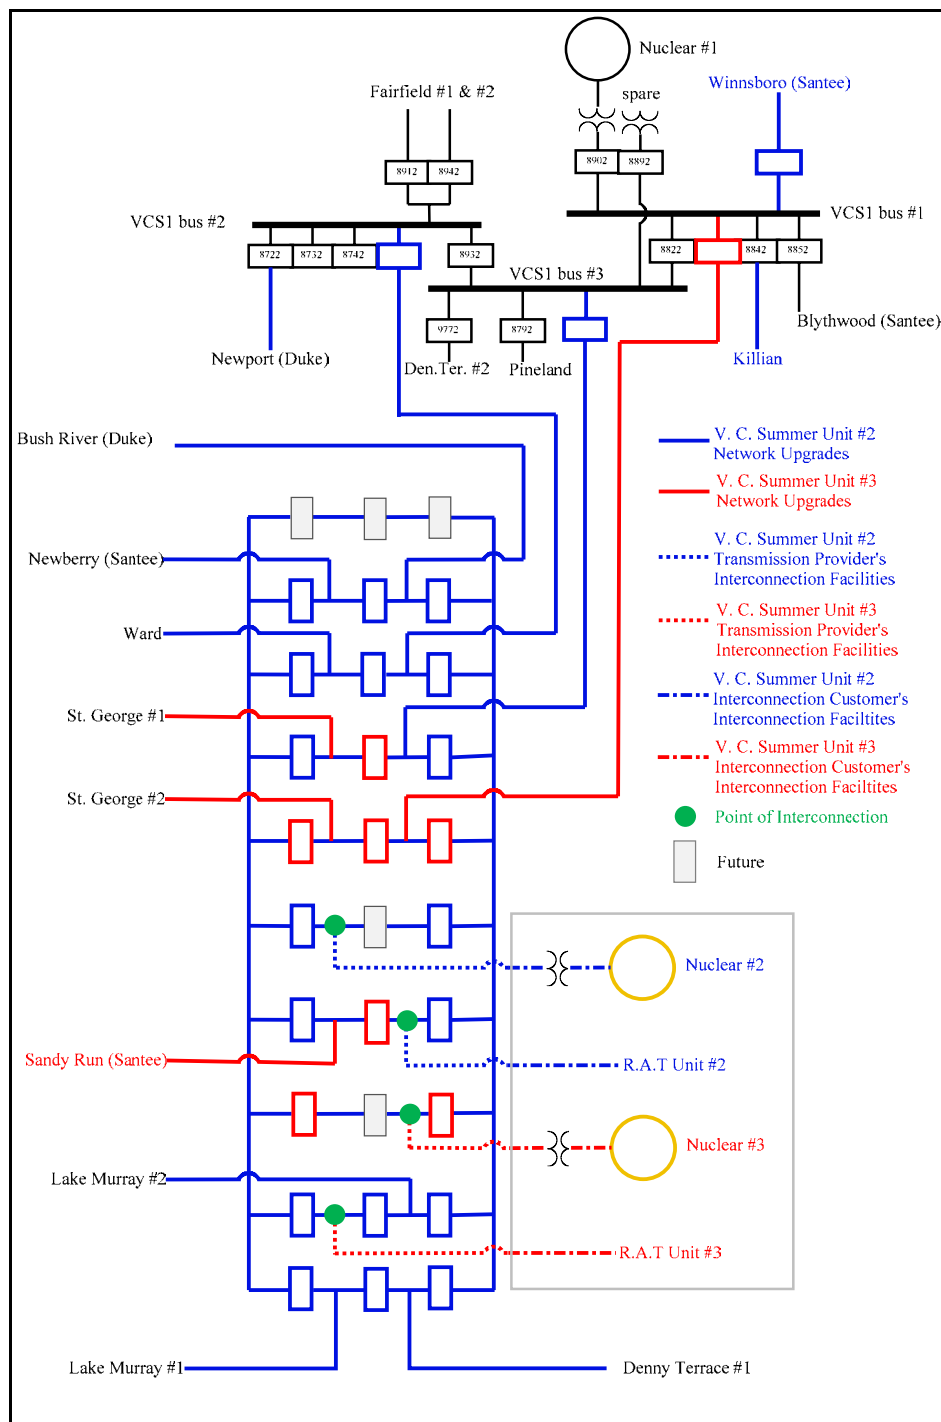 Nuclear #1
Fairfield #1 & #2
spare
Winnsboro (Santee)
8912
8942
8902
8892
VCS1 bus #2
VCS1 bus #1
8722
8732
8742
8932
8822
8842
8852
VCS1 bus #3
9772
8792
Blythwood (Santee)
Newport (Duke)
Den.Ter. #2
Pineland
Killian
Bush River (Duke)
V. C. Summer Unit #2
Network Upgrades
V. C. Summer Unit #3
Network Upgrades
Newberry (Santee)
V. C. Summer Unit #2
Transmission Provider's
Interconnection Facilities
Ward
V. C. Summer Unit #3
Transmission Provider's
Interconnection Facilities
St. George #1
V. C. Summer Unit #2
Interconnection Customer's
Interconnection Faciltites
St. George #2
V. C. Summer Unit #3
Interconnection Customer's
Interconnection Faciltites
Point of Interconnection
Future
Nuclear #2
Sandy Run (Santee)
R.A.T Unit #2
Nuclear #3
Lake Murray #2
R.A.T Unit #3
Lake Murray #1
Denny Terrace #1